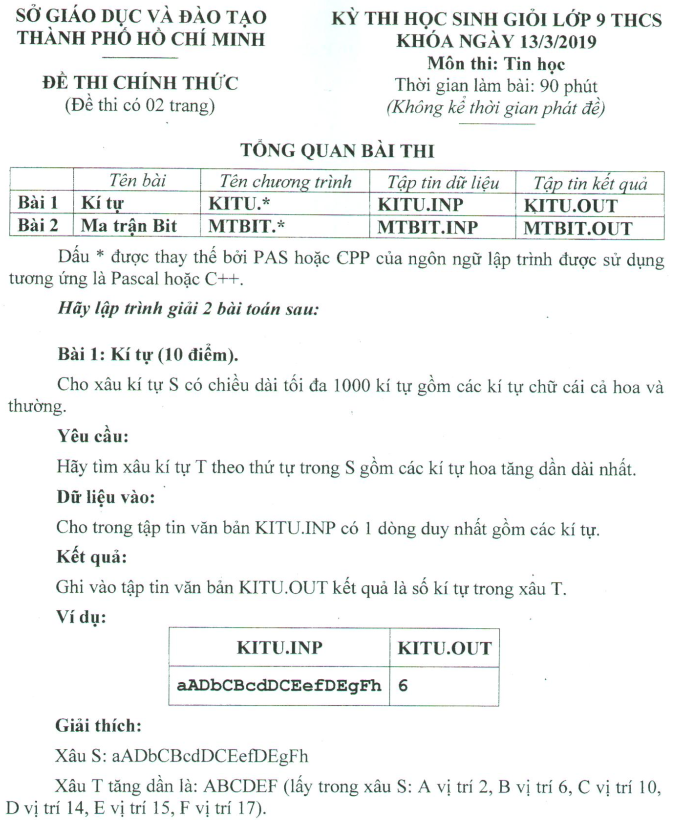 SỞ GIÁO DỤC VÀ ĐÀO TẠO
THÀNH PHỐ HỒ CHÍ MINH
ĐỀ THI CHÍNH THỨC
(Đề thi có 02 trang)
KỲ THI HỌC SINH GIỎI LỚP 9 THCS
KHÓA NGÀY 13/3/2019
Môn thi: Tin học
Thời gian làm bài: 90 phút
(Không kể thời gian phát đề)
TỔNG QUAN BÀI THI
Tên bài Tên chương trình Tập tin dữ liệu Tập tin kết quả
Bài 1 Kí tự KITU.* KITU.INP KITU.OUT
Bài 2 Ma trận Bit MTBIT.* MTBIT.INP MTBIT.OUT
Dấu * được thay thế bởi PAS hoặc CPP của ngôn ngữ lập trình được sử dụng
tương ứng là Pascal hoặc C++.
Hãy lập trình giải 2 bài toán sau:
Bài 1: Kí tự (10 điểm).
Cho xâu kí tự S có chiều dài tối đa 1000 kí tự gồm các kí tự chữ cái cả hoa và
thường.
Yêu cầu:
Hãy tìm xâu kí tự T theo thứ tự trong S gồm các kí tự hoa tăng dần dài nhất.
Dữ liệu vào:
Cho trong tập tin văn bản KITU.INP có 1 dòng duy nhất gồm các kí tự.
Kết quả:
Ghi vào tập tin văn bản KITU.OUT kết quả là số kí tự trong xâu T.
Ví dụ:
KITU.INP KITU.OUT
aADbCBcdDCEefDEgFh 6
Giải thích:
Xâu S: aADbCBcdDCEefDEgFh
Xâu T tăng dần là: ABCDEF (lấy trong xâu S: A vị trí 2, B vị trí 6, C vị trí 10,
D vị trí 14, E vị trí 15, F vị trí 17).